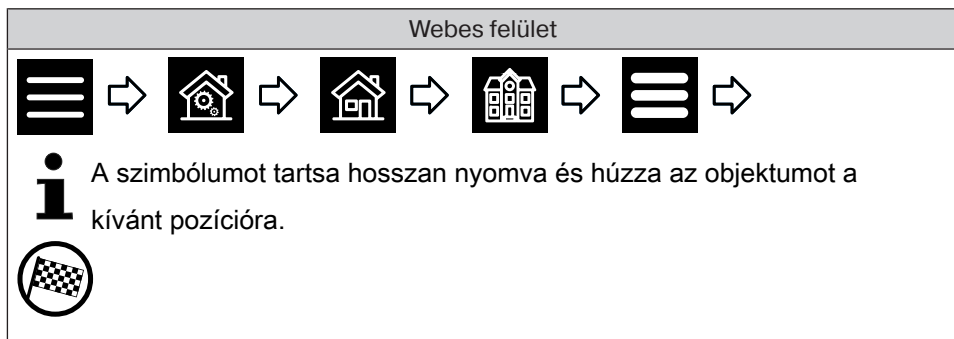 Webes felület
A szimbólumot tartsa hosszan nyomva és húzza az objektumot a
kívánt pozícióra.